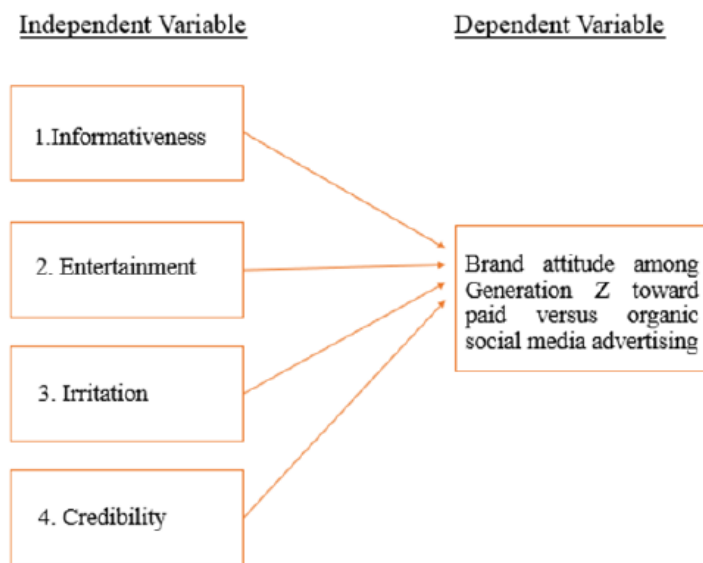 Independent Variable
Dependent Variable
1.Informativeness
2. Entertainment
3. Irritation
4. Credibility
Brand attitude among
Generation Z toward
paid versus organic
social media advertising